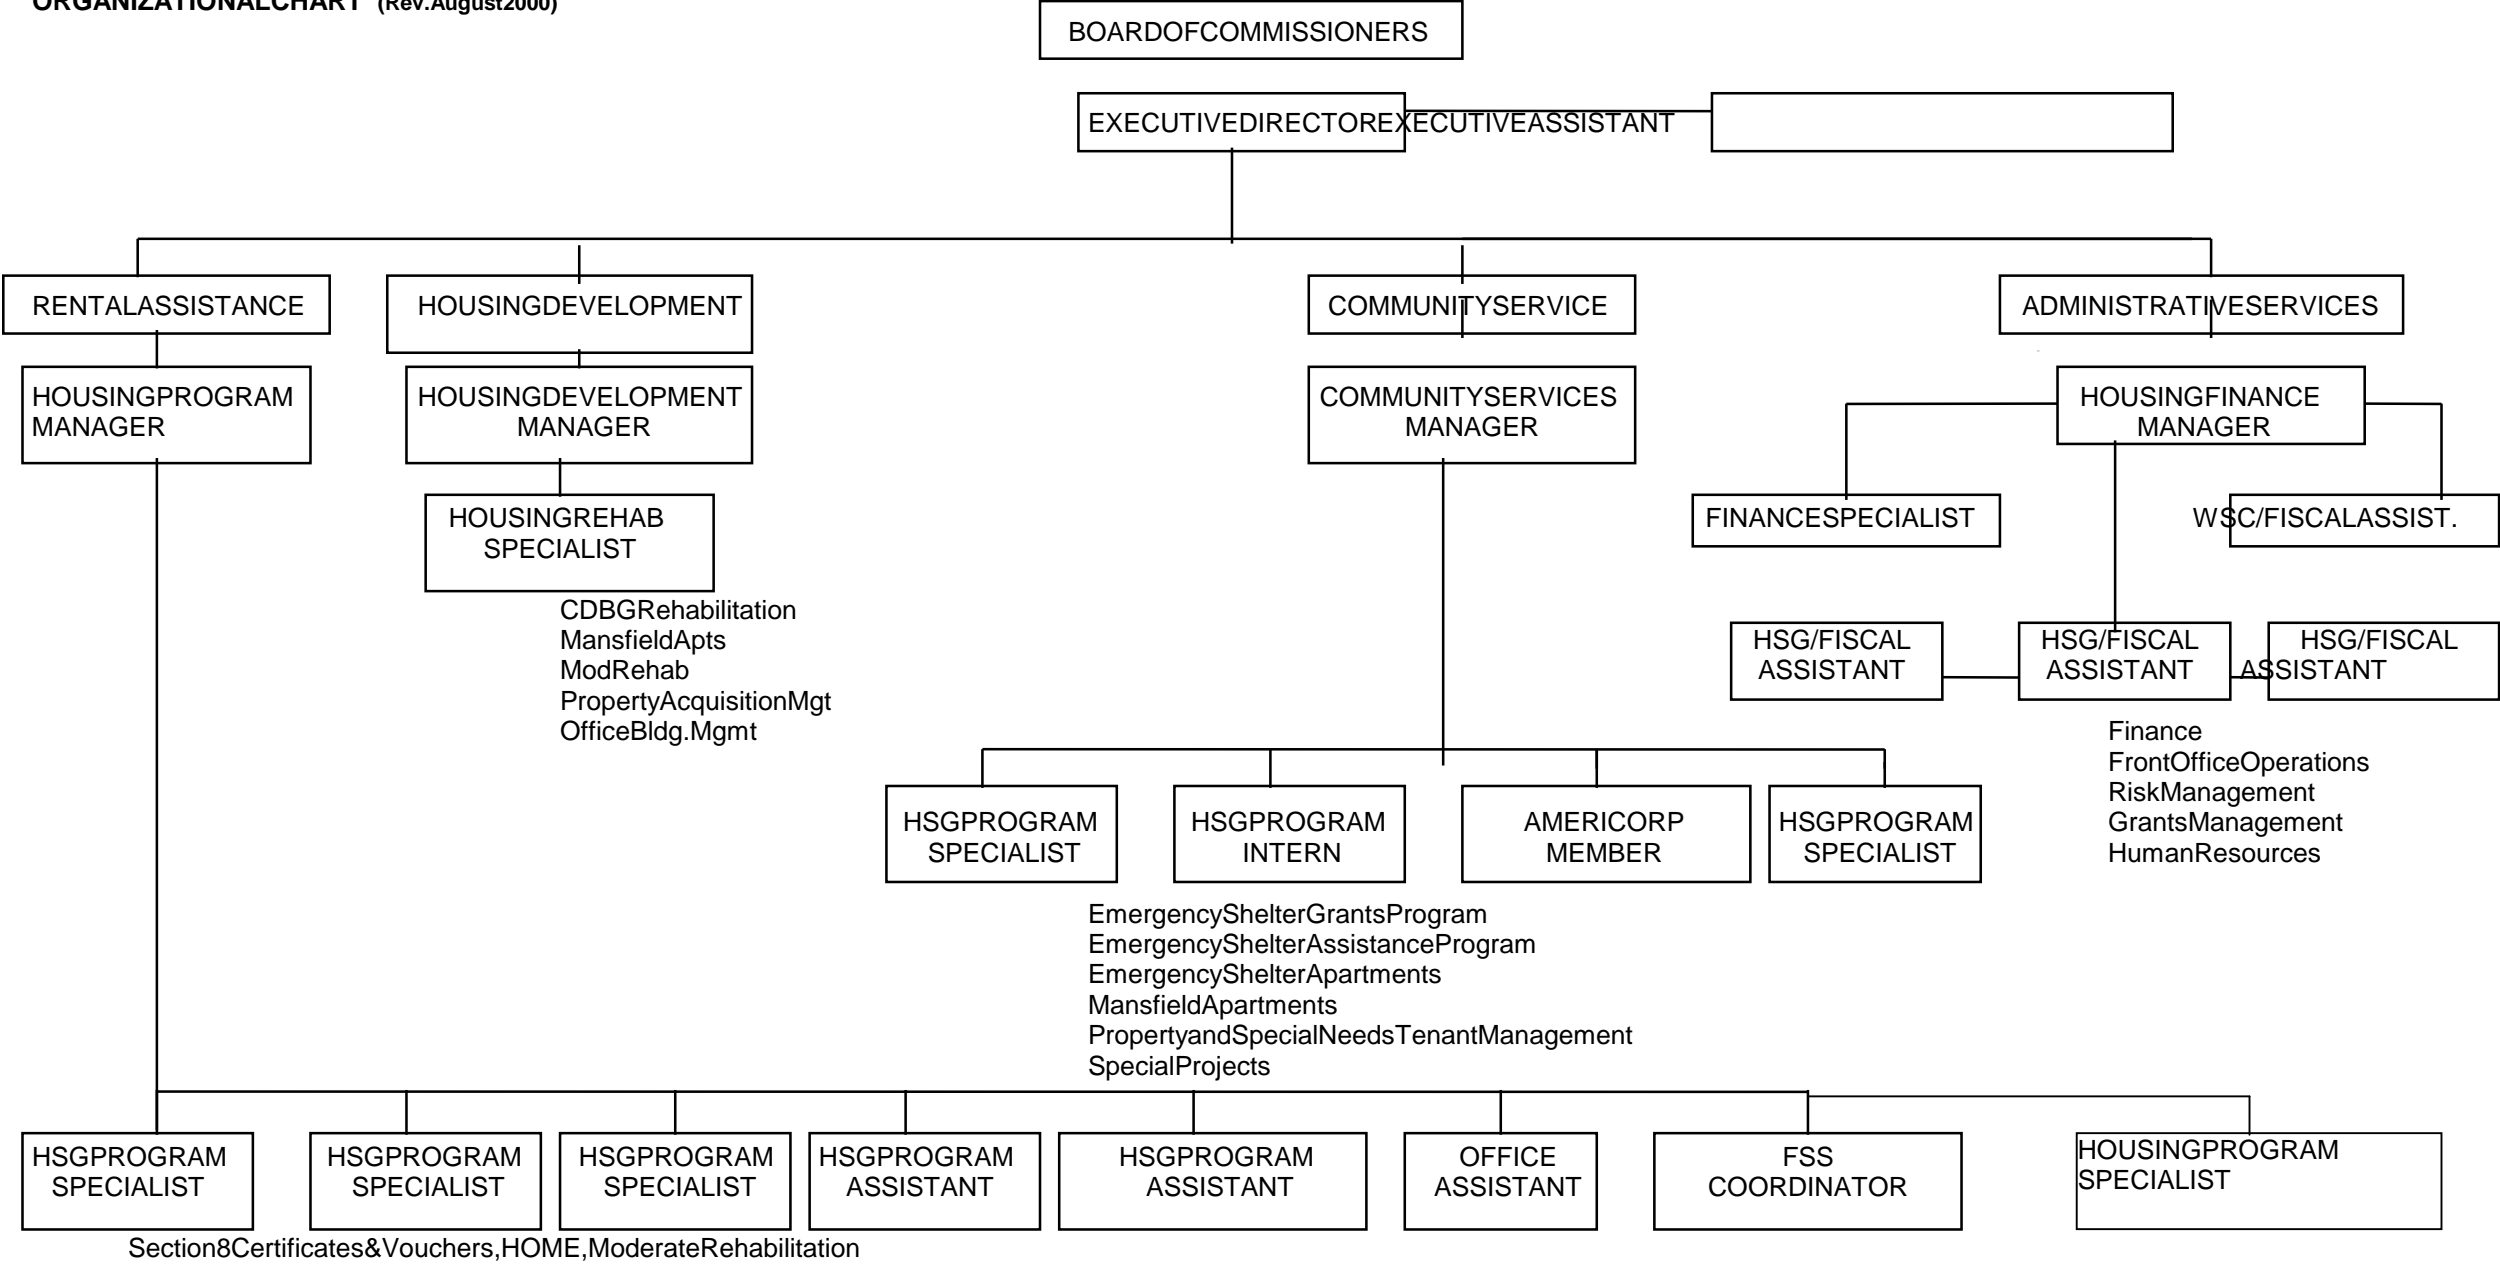 ORGANIZATIONALCHART (Rev.August2000)
BOARDOFCOMMISSIONERS
EXECUTIVEDIRECTOREXECUTIVEASSISTANT
RENTALASSISTANCE
HOUSINGDEVELOPMENT
COMMUNITYSERVICE
ADMINISTRATIVESERVICES
HOUSINGPROGRAM
MANAGER
HOUSINGDEVELOPMENT
MANAGER
COMMUNITYSERVICES
MANAGER
HOUSINGFINANCE
MANAGER
HOUSINGREHAB
SPECIALIST
FINANCESPECIALIST
WSC/FISCALASSIST.
CDBGRehabilitation
MansfieldApts
ModRehab
PropertyAcquisitionMgt
OfficeBldg.Mgmt
HSG/FISCAL
ASSISTANT
HSG/FISCAL
ASSISTANT
HSG/FISCAL
ASSISTANT
Finance
FrontOfficeOperations
RiskManagement
GrantsManagement
HumanResources
HSGPROGRAM
SPECIALIST
HSGPROGRAM
INTERN
AMERICORP
MEMBER
HSGPROGRAM
SPECIALIST
EmergencyShelterGrantsProgram
EmergencyShelterAssistanceProgram
EmergencyShelterApartments
MansfieldApartments
PropertyandSpecialNeedsTenantManagement
SpecialProjects
HSGPROGRAM
SPECIALIST
HSGPROGRAM
SPECIALIST
HSGPROGRAM
SPECIALIST
HSGPROGRAM
ASSISTANT
HSGPROGRAM
ASSISTANT
OFFICE
ASSISTANT
FSS
COORDINATOR
HOUSINGPROGRAM
SPECIALIST
Section8Certificates&Vouchers,HOME,ModerateRehabilitation